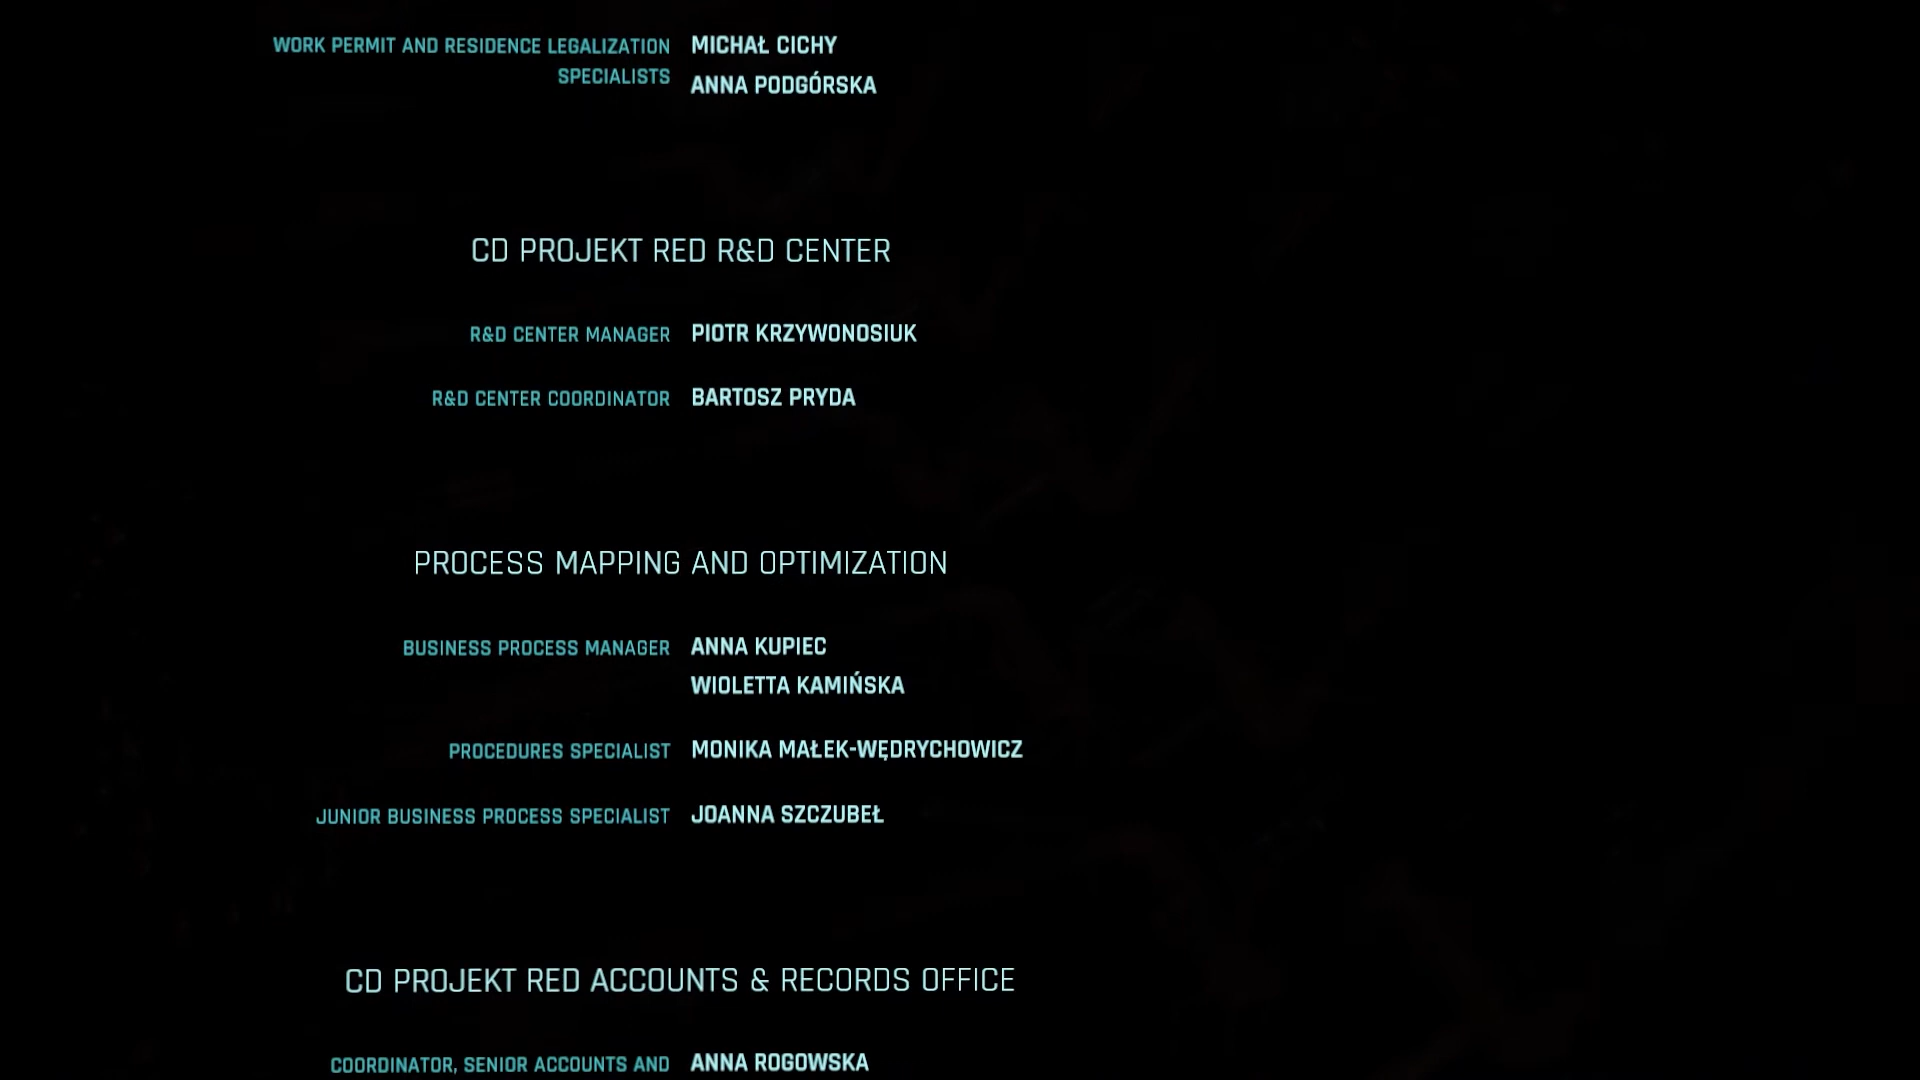 WORK PERMIT AND RESIDENCE LEGALIZATION MICHAŁ CICHY
SPECIALISTS ANNA PODGÓRSKA
CD PROJEKT RED R&D CENTER
R&D CENTER MANAGER PIOTR KRZYWONOSIUK
R&D CENTER COORDINATOR BARTOSZ PRYDA
PROCESS MAPPING AND OPTIMIZATION
BUSINESS PROCESS MANAGER ANNA KUPIEC
WIOLETTA KAMIŃSKA
PROCEDURES SPECIALIST MONIKA MAŁEK-WĘDRYCHOWICZ
JUNIOR BUSINESS PROCESS SPECIALIST JOANNA SZCZUBEŁ
CD PROJEKT RED ACCOUNTS & RECORDS OFFICE
COORDINATOR, SENIOR ACCOUNTS AND ANNA ROGOWSKA